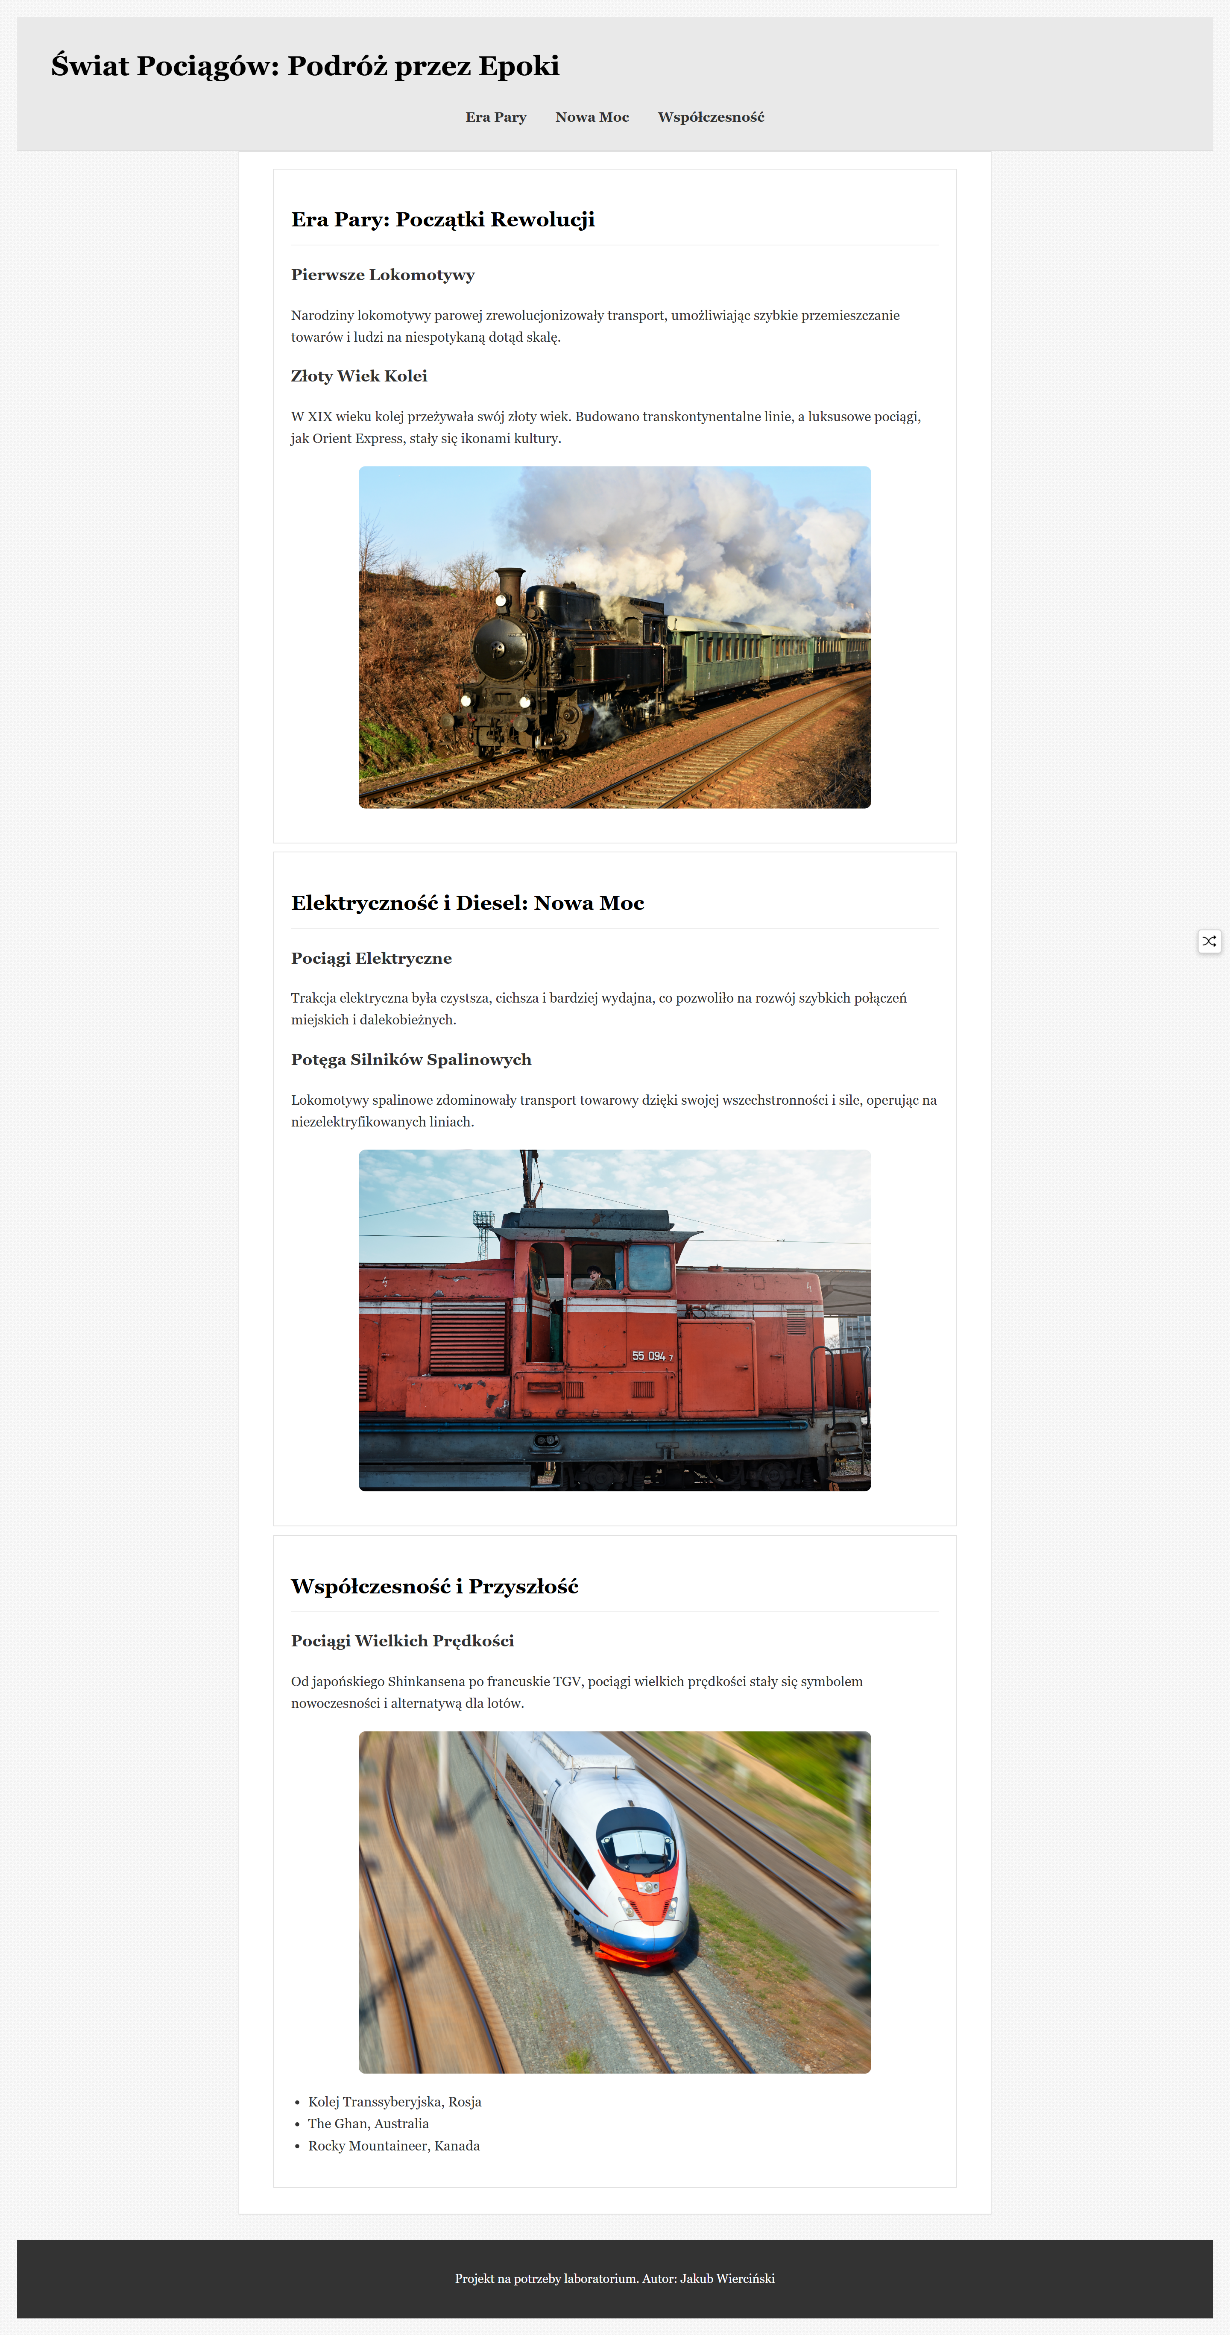 Świat Pociągów: Podróż przez Epoki
Era Pary Nowa Moc Współczesność
Era Pary: Początki Rewolucji
Pierwsze Lokomotywy
Narodziny lokomotywy parowej zrewolucjonizowały transport, umożliwiając szybkie przemieszczanie
towarów i ludzi na niespotykaną dotąd skalę.
Złoty Wiek Kolei
W XIX wieku kolej przeżywała swój złoty wiek. Budowano transkontynentalne linie, a luksusowe pociągi,
jak Orient Express, stały się ikonami kultury.
Elektryczność i Diesel: Nowa Moc
Pociągi Elektryczne
Trakcja elektryczna była czystsza, cichsza i bardziej wydajna, co pozwoliło na rozwój szybkich połączeń
miejskich i dalekobieżnych.
Potęga Silników Spalinowych
Lokomotywy spalinowe zdominowały transport towarowy dzięki swojej wszechstronności i sile, operując na
niezelektryfikowanych liniach.
55 094 7
Współczesność i Przyszłość
Pociągi Wielkich Prędkości
Od japońskiego Shinkansena po francuskie TGV, pociągi wielkich prędkości stały się symbolem
nowoczesności i alternatywą dla lotów.
• Kolej Transsyberyjska, Rosja
• The Ghan, Australia
• Rocky Mountaineer, Kanada
Projekt na potrzeby laboratorium. Autor: Jakub Wierciński